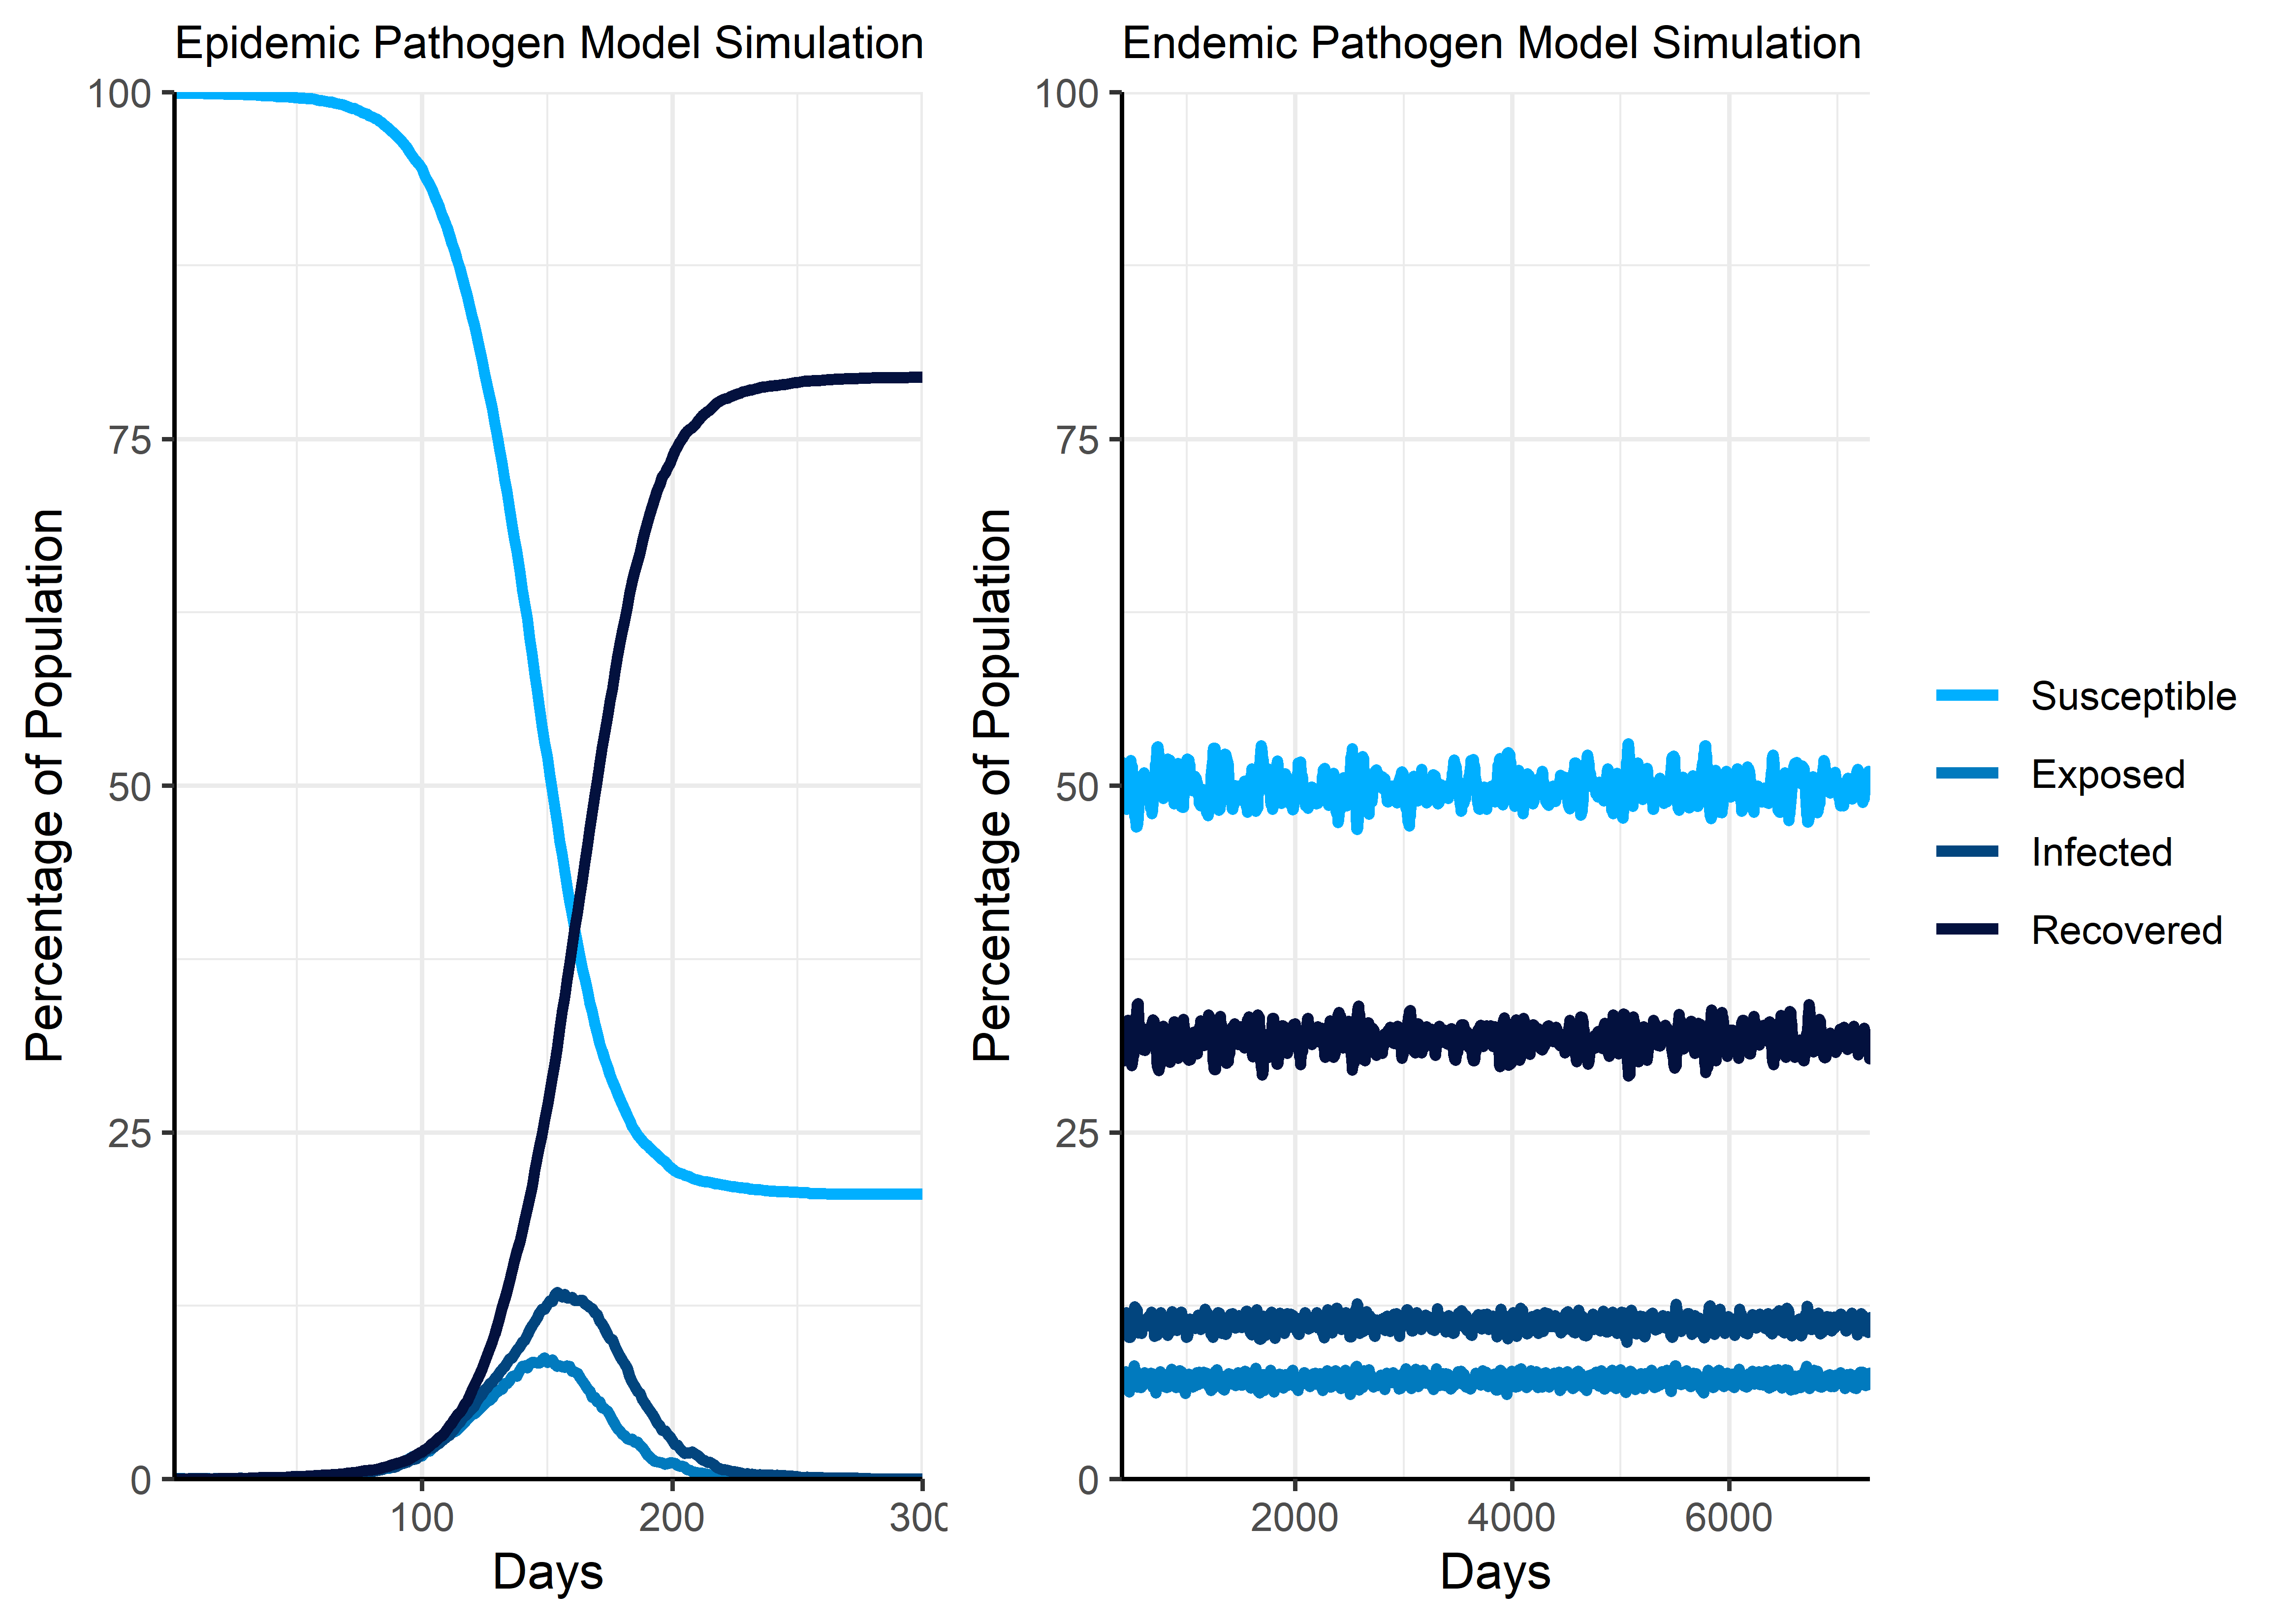 Epidemic Pathogen Model Simulation
Percentage of Population
100
75
50
25
0
100 200 300
Days
Endemic Pathogen Model Simulation
Percentage of Population
100
75
50
25
0
2000 4000 6000
Days
Susceptible
Exposed
Infected
Recovered